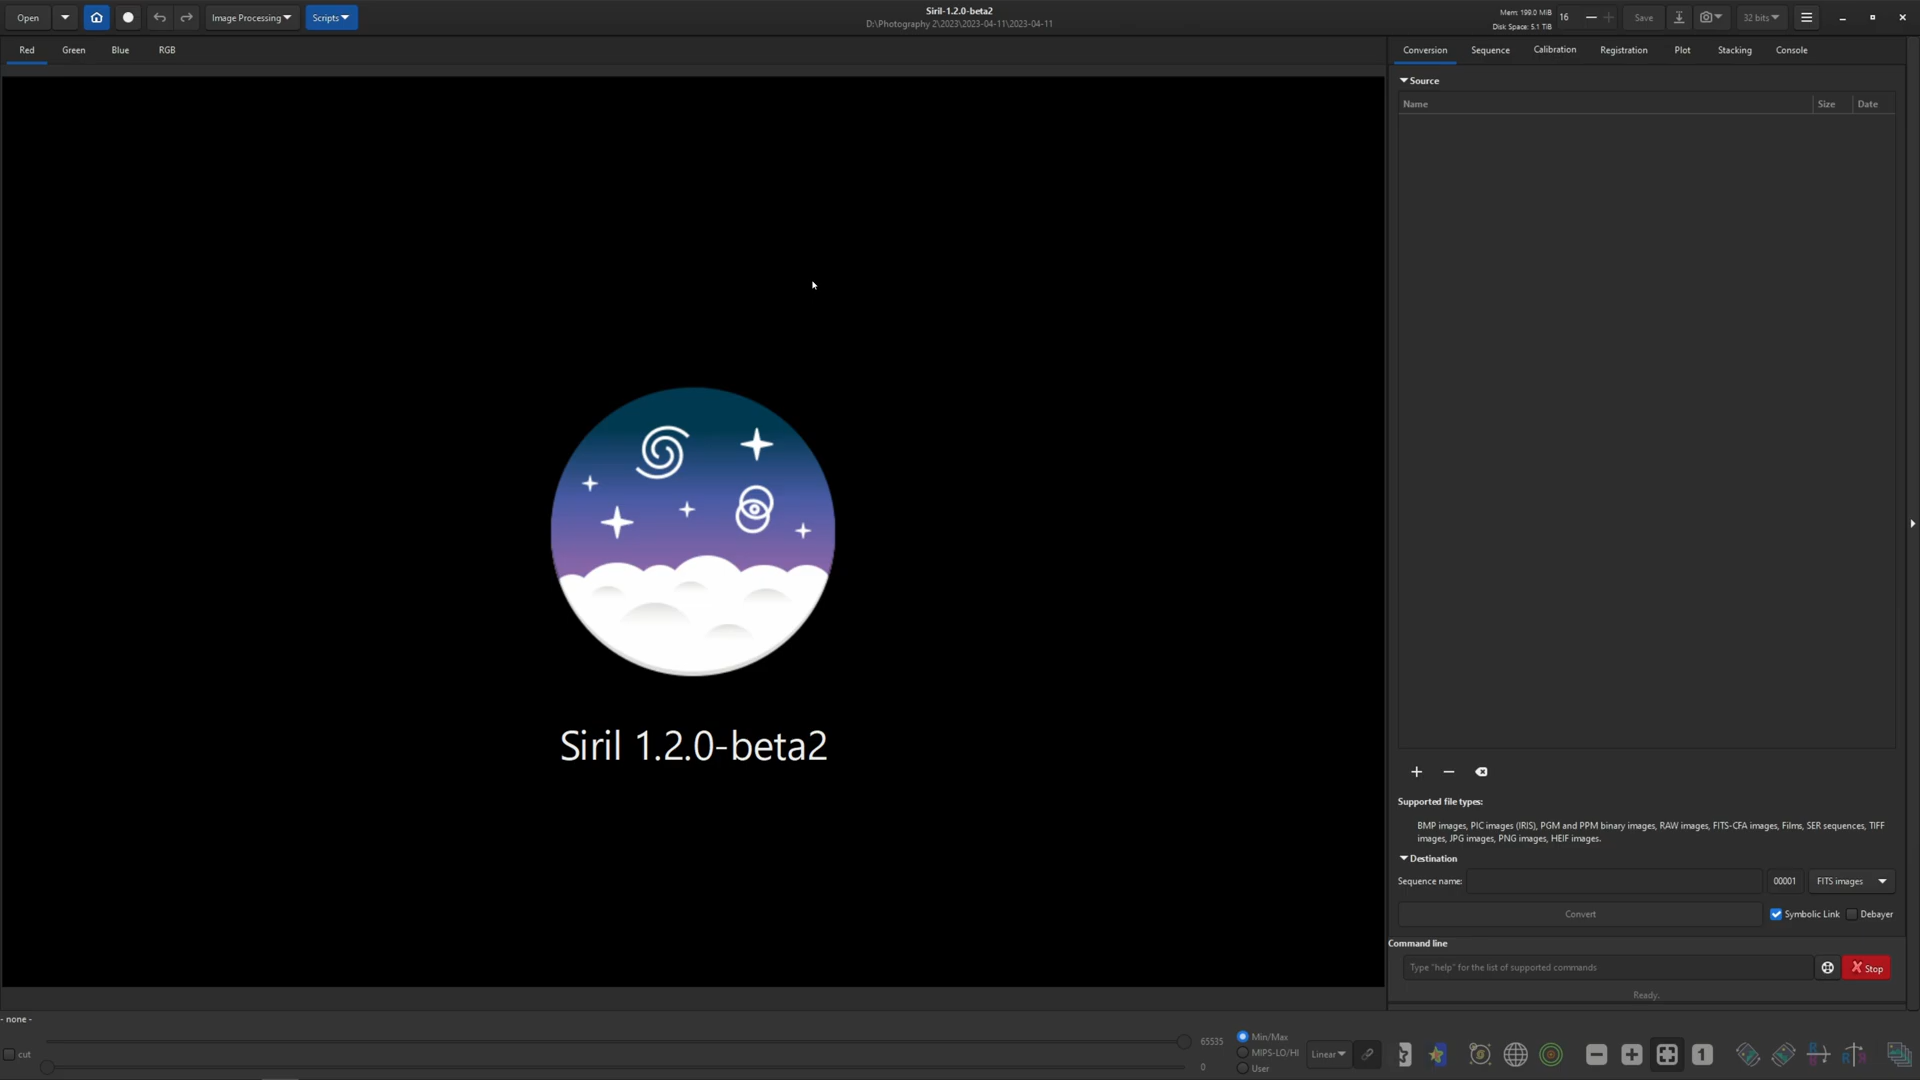 Open
Image Processing
Scripts
Siril-1.2.0-beta2
D:\Photography 2\2023\2023-04-11\2023-04-11
Mem: 199.0 MiB
Disk Space: 5.1 TiB
16
Save
32 bits
Red
Green
Blue
RGB
Conversion
Sequence
Calibration
Registration
Plot
Stacking
Console
Source
Name
Size
Date
Siril 1.2.0-beta2
Supported file types:
BMP images, PIC images (IRIS), PGM and PPM binary images, RAW images, FITS-CFA images, Films, SER sequences, TIFF
images, JPG images, PNG images, HEIF images.
Destination
Sequence name:
00001
FITS images
Convert
Symbolic Link
Debayer
Command line
Type "help" for the list of supported commands
Stop
Ready.
- none -
cut
65535
0
Min/Max
MIPS-LO/HI
User
Linear
1